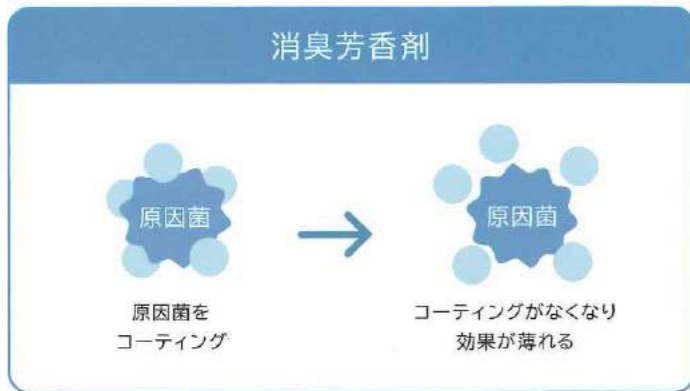 消臭芳香剤
原因菌
原因菌
原因菌を
コーティング
コーティングがなくなり
効果が薄れる